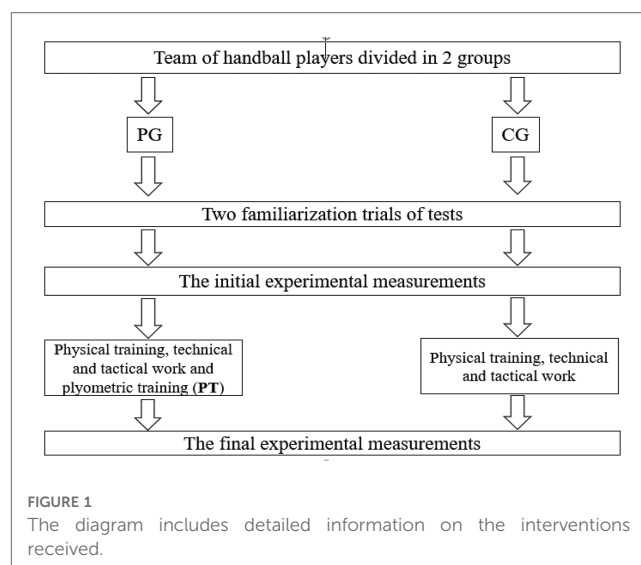 Team of handball players divided in 2 groups
PG
CG
Two familiarization trials of tests
The initial experimental measurements
Physical training, technical
and tactical work and
plyometric training (PT)
Physical training, technical
and tactical work
The final experimental measurements
FIGURE 1
The diagram includes detailed information on the interventions
received.